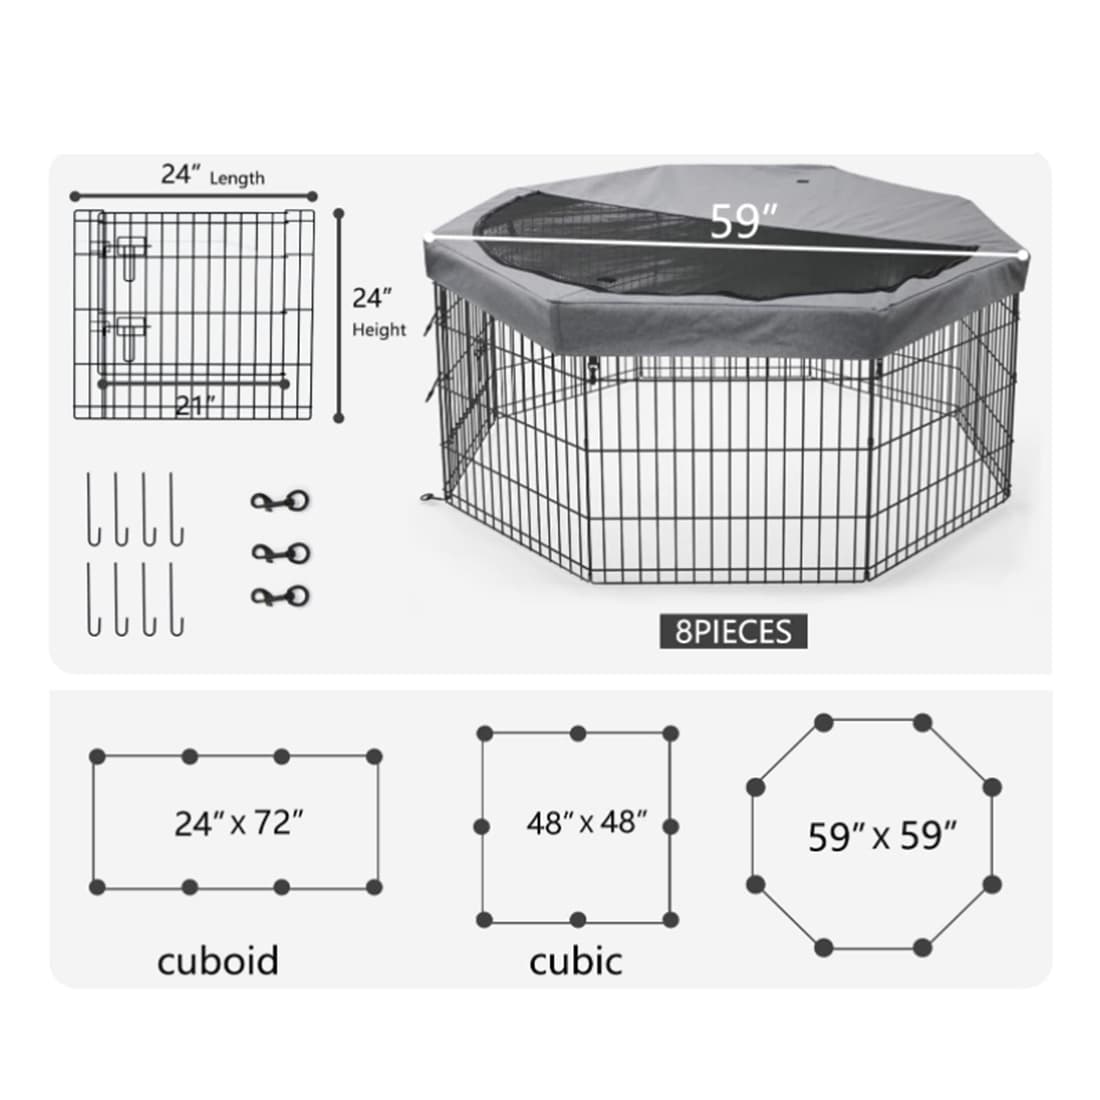 24” Length
59”
24”
Height
21”
8PIECES
24” x 72”
48” x 48”
59” x 59”
cuboid
cubic